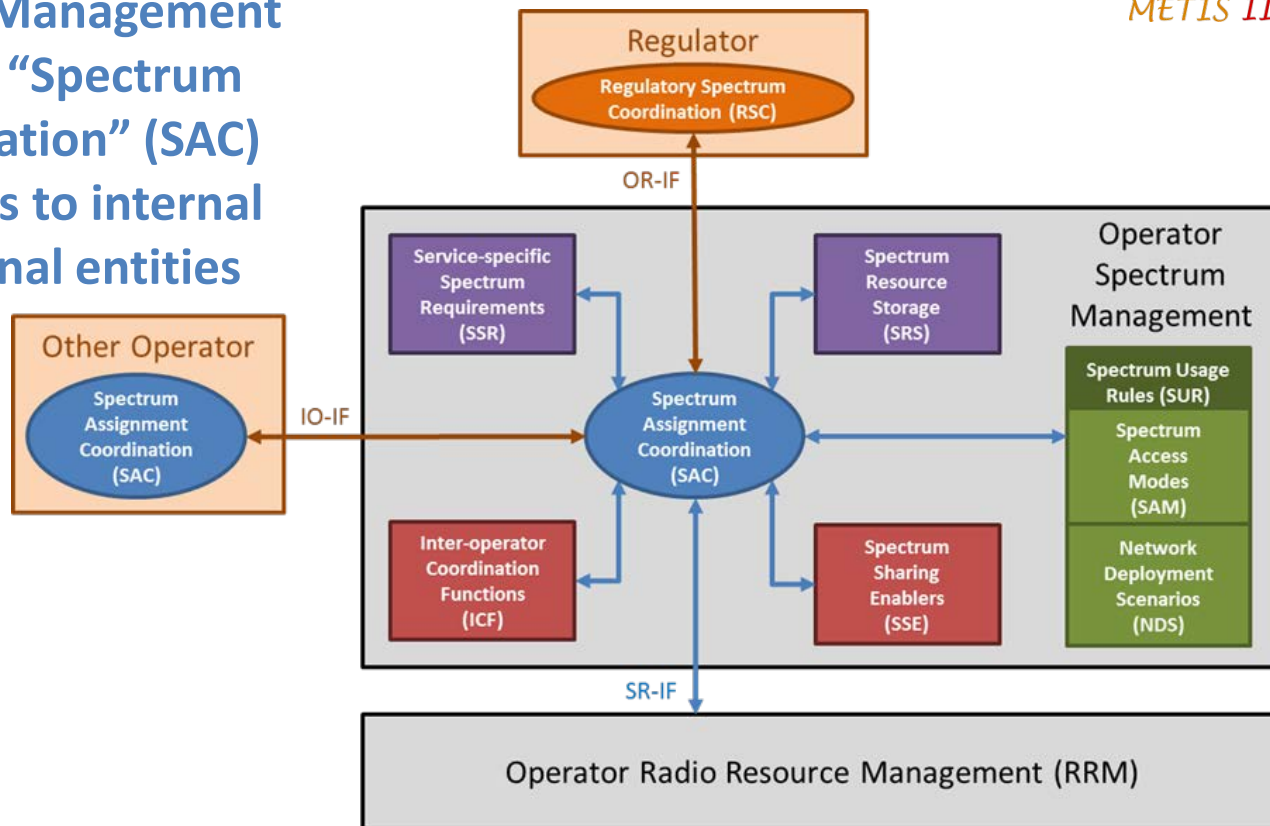 Management
“Spectrum
ation” (SAC)
s to internal
nal entities
METIS II
Regulator
Regulatory Spectrum
Coordination (RSC)
OR-IF
Operator
Spectrum
Management
Service-specific
Spectrum
Requirements
(SSR)
Spectrum
Resource
Storage
(SRS)
Other Operator
Spectrum
Assignment
Coordination
(SAC)
IO-IF
Spectrum
Assignment
Coordination
(SAC)
Spectrum Usage
Rules (SUR)
Spectrum
Access
Modes
(SAM)
Network
Deployment
Scenarios
(NDS)
Inter-operator
Coordination
Functions
(ICF)
Spectrum
Sharing
Enablers
(SSE)
SR-IF
Operator Radio Resource Management (RRM)